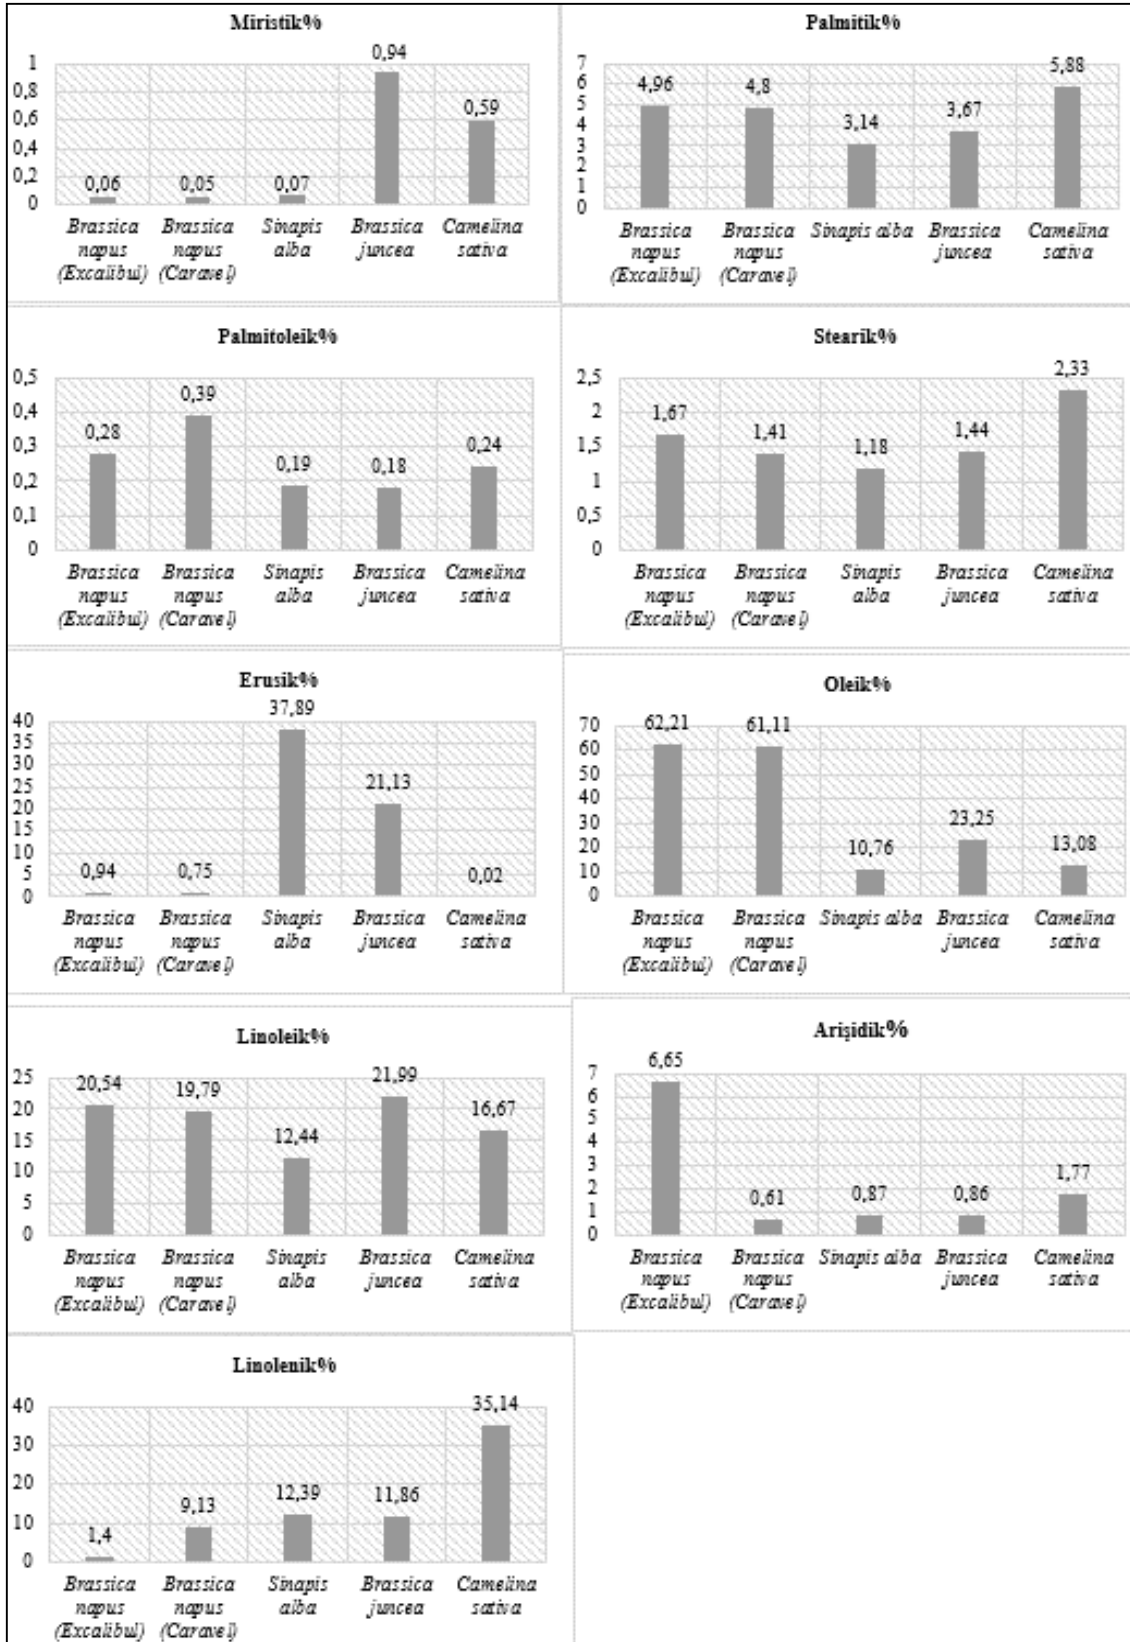 Miristik%
1
0,8
0,6
0,4
0,2
0
0,06
0,05
0,07
0,94
0,59
Brassica napus (Excalibul)
Brassica napus (Caravel)
Sinapis alba
Brassica juncea
Camelina sativa
Palmitik%
7
6
5
4
3
2
1
0
4,96
4,8
3,14
3,67
5,88
Brassica napus (Excalibul)
Brassica napus (Caravel)
Sinapis alba
Brassica juncea
Camelina sativa
Palmitoleik%
0,5
0,4
0,3
0,2
0,1
0
0,28
0,39
0,19
0,18
0,24
Brassica napus (Excalibul)
Brassica napus (Caravel)
Sinapis alba
Brassica juncea
Camelina sativa
Stearik%
2,5
2
1,5
1
0,5
0
1,67
1,41
1,18
1,44
2,33
Brassica napus (Excalibul)
Brassica napus (Caravel)
Sinapis alba
Brassica juncea
Camelina sativa
Erusik%
40
35
30
25
20
15
10
5
0
0,94
0,75
37,89
21,13
0,02
Brassica napus (Excalibul)
Brassica napus (Caravel)
Sinapis alba
Brassica juncea
Camelina sativa
Oleik%
70
60
50
40
30
20
10
0
62,21
61,11
10,76
23,25
13,08
Brassica napus (Excalibul)
Brassica napus (Caravel)
Sinapis alba
Brassica juncea
Camelina sativa
Linoleik%
25
20
15
10
5
0
20,54
19,79
12,44
21,99
16,67
Brassica napus (Excalibul)
Brassica napus (Caravel)
Sinapis alba
Brassica juncea
Camelina sativa
Arişidik%
7
6
5
4
3
2
1
0
6,65
0,61
0,87
0,86
1,77
Brassica napus (Excalibul)
Brassica napus (Caravel)
Sinapis alba
Brassica juncea
Camelina sativa
Linolenik%
40
30
20
10
0
1,4
9,13
12,39
11,86
35,14
Brassica napus (Excalibul)
Brassica napus (Caravel)
Sinapis alba
Brassica juncea
Camelina sativa